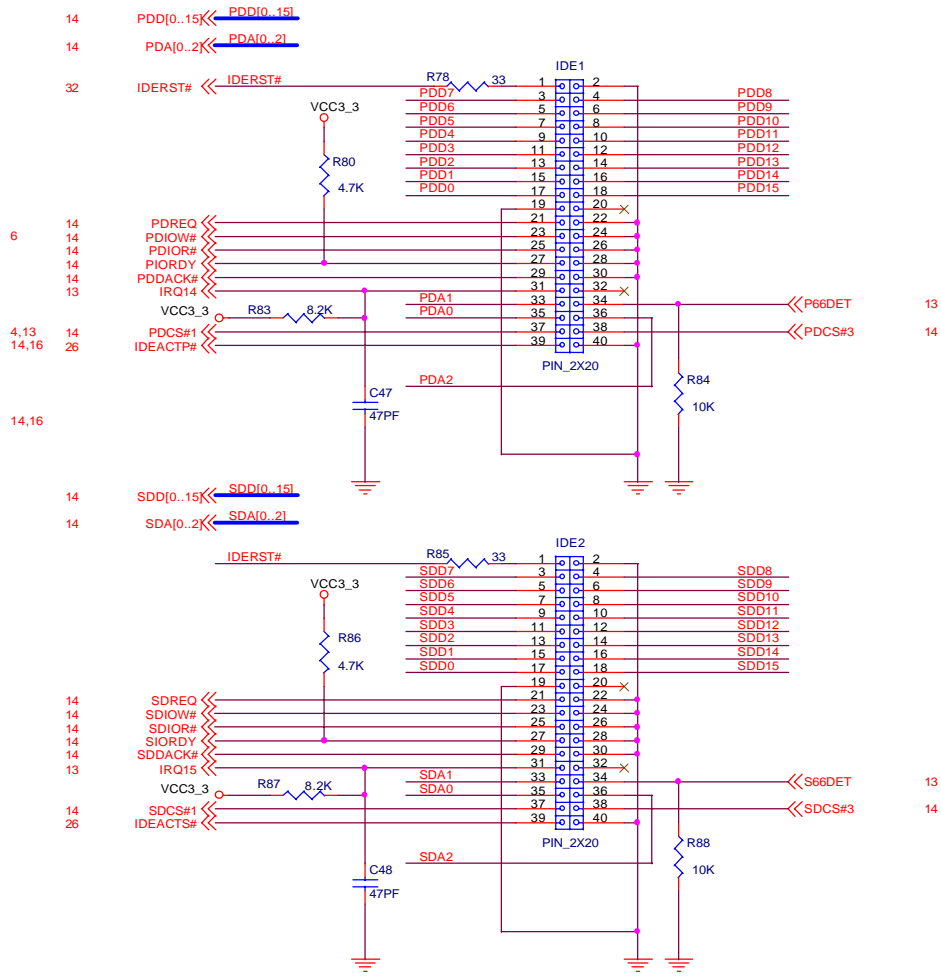 14 PDD[0..15] PDD[0..15]
14 PDA[0..2] PDA[0..2]
IDE1
32 IDERST# IDERST# R78 33 1 2
PDD7 3 4 PDD8
VCC3_3 PDD6 5 6 PDD9
PDD5 7 8 PDD10
PDD4 9 10 PDD11
PDD3 11 12 PDD12
R80 PDD2 13 14 PDD13
4.7K PDD1 15 16 PDD14
PDD0 17 18 PDD15
19 20
14 PDREQ 21 22
6 14 PDIOW# 23 24
14 PDIOR# 25 26
14 PIORDY 27 28
14 PDDACK# 29 30
13 IRQ14 31 32
PDA1 33 34 P66DET 13
VCC3_3 R83 8.2K PDA0 35 36
4,13 14 PDCS#1 37 38 PDCS#3 14
14,16 26 IDEACTP# 39 40
PIN_2X20
PDA2 R84
C47
47PF 10K
14,16
14 SDD[0..15] SDD[0..15]
14 SDA[0..2] SDA[0..2]
IDE2
IDERST# R85 33 1 2
SDD7 3 4 SDD8
VCC3_3 SDD6 5 6 SDD9
SDD5 7 8 SDD10
SDD4 9 10 SDD11
SDD3 11 12 SDD12
R86 SDD2 13 14 SDD13
4.7K SDD1 15 16 SDD14
SDD0 17 18 SDD15
19 20
14 SDREQ 21 22
14 SDIOW# 23 24
14 SDIOR# 25 26
14 SIORDY 27 28
14 SDDACK# 29 30
13 IRQ15 31 32
SDA1 33 34 S66DET 13
VCC3_3 R87 8.2K SDA0 35 36
14 SDCS#1 37 38 SDCS#3 14
26 IDEACTS# 39 40
PIN_2X20
SDA2 R88
C48
47PF 10K